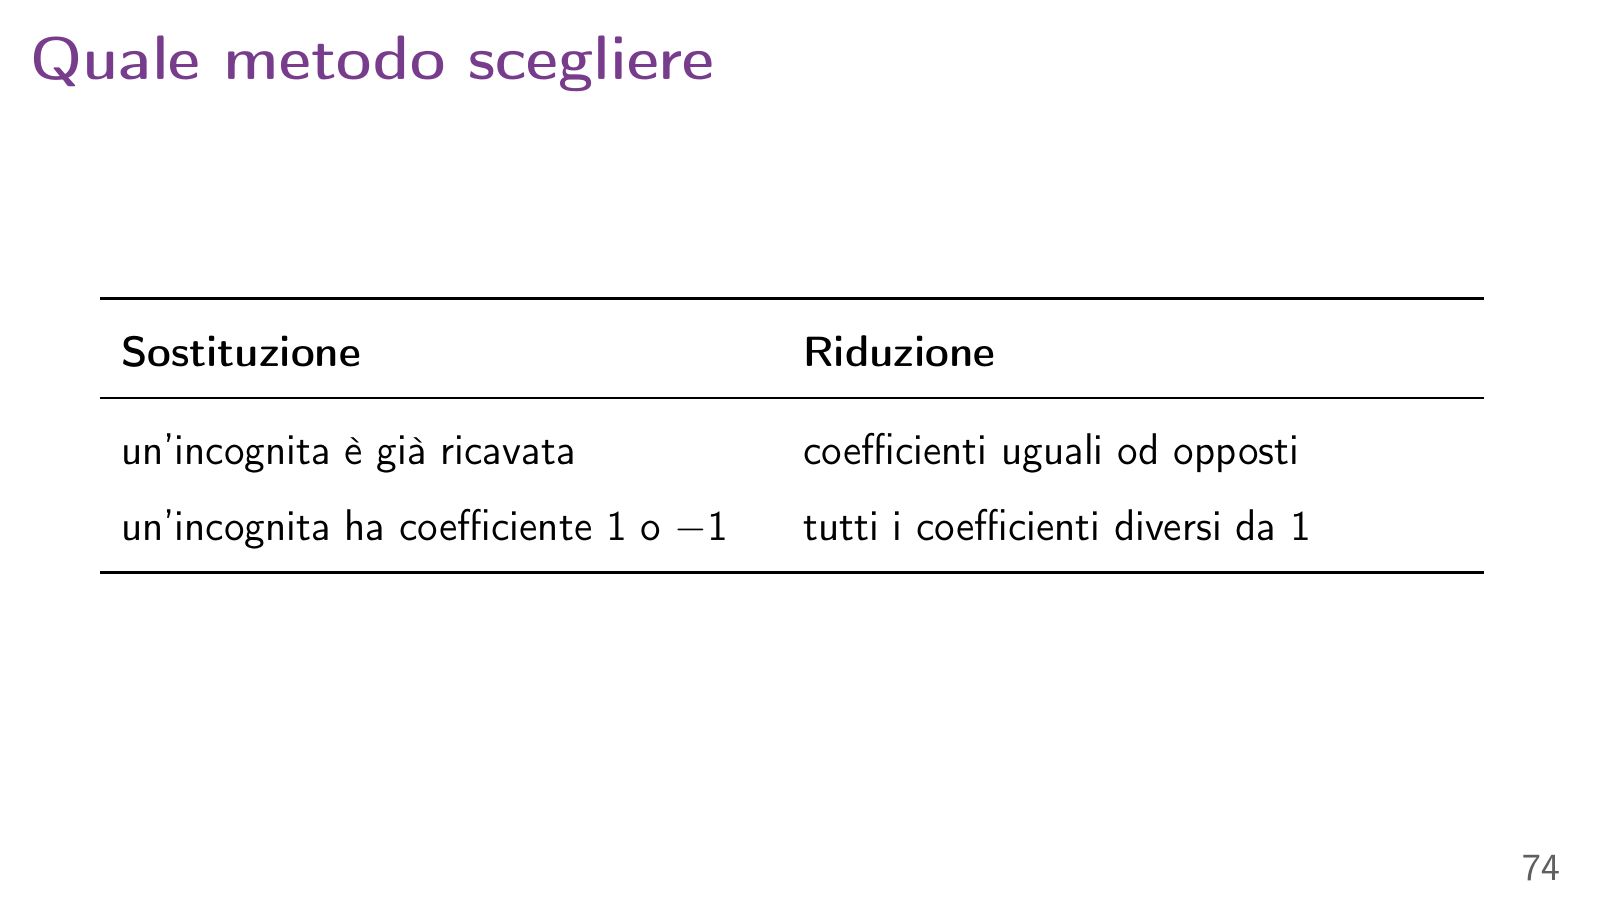 Quale metodo scegliere
Sostituzione Riduzione
un'incognita è già ricavata coefficienti uguali od opposti
un'incognita ha coefficiente 1 o −1 tutti i coefficienti diversi da 1
74